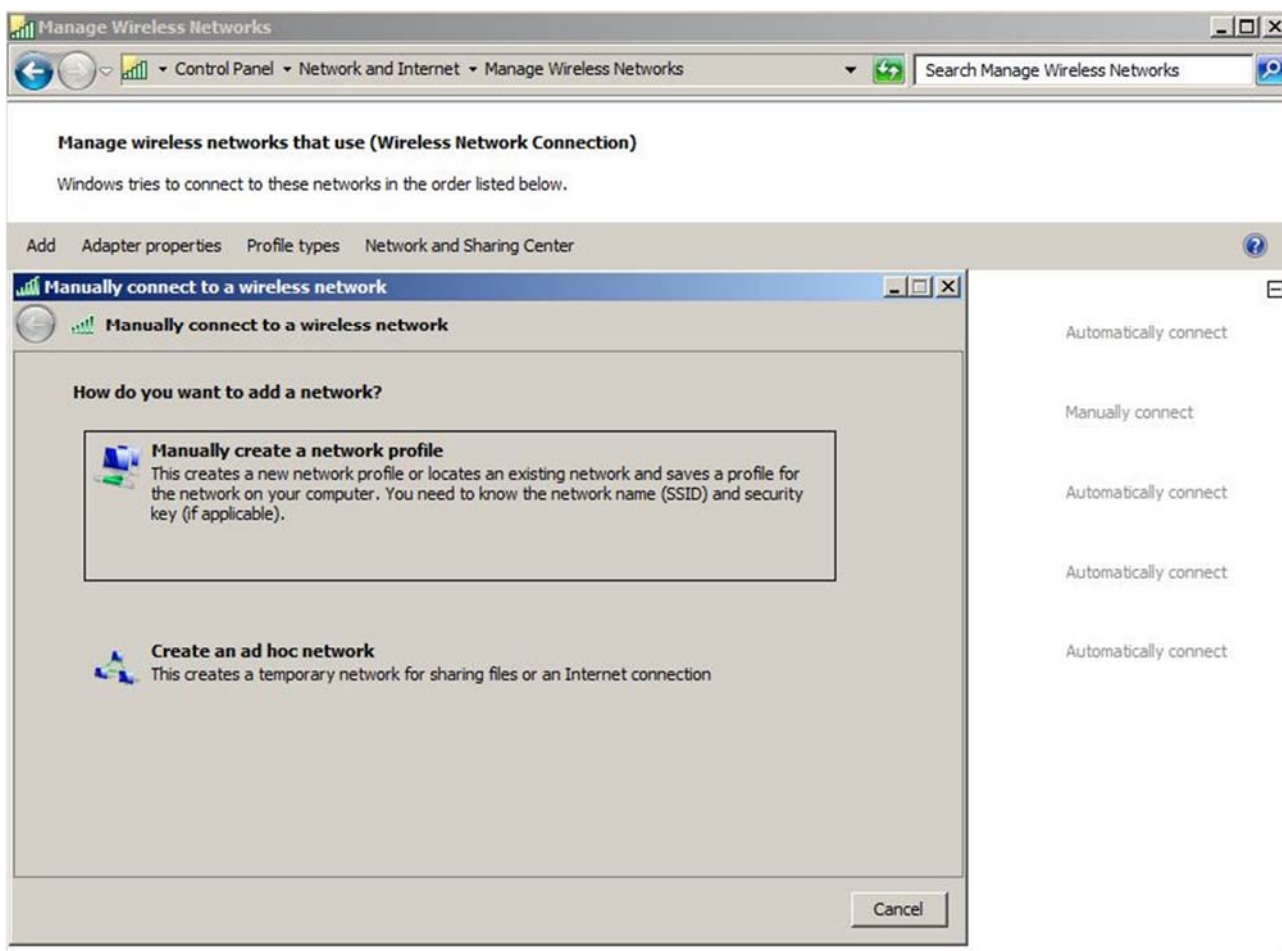 Manage Wireless Networks
Control Panel Network and Internet Manage Wireless Networks
Search Manage Wireless Networks
Manage wireless networks that use (Wireless Network Connection)
Windows tries to connect to these networks in the order listed below.
Add Adapter properties Profile types Network and Sharing Center
Manually connect to a wireless network
Manually connect to a wireless network
How do you want to add a network?
Manually create a network profile
This creates a new network profile or locates an existing network and saves a profile for
the network on your computer. You need to know the network name (SSID) and security
key (if applicable).
Create an ad hoc network
This creates a temporary network for sharing files or an Internet connection
Cancel
Automatically connect
Manually connect
Automatically connect
Automatically connect
Automatically connect